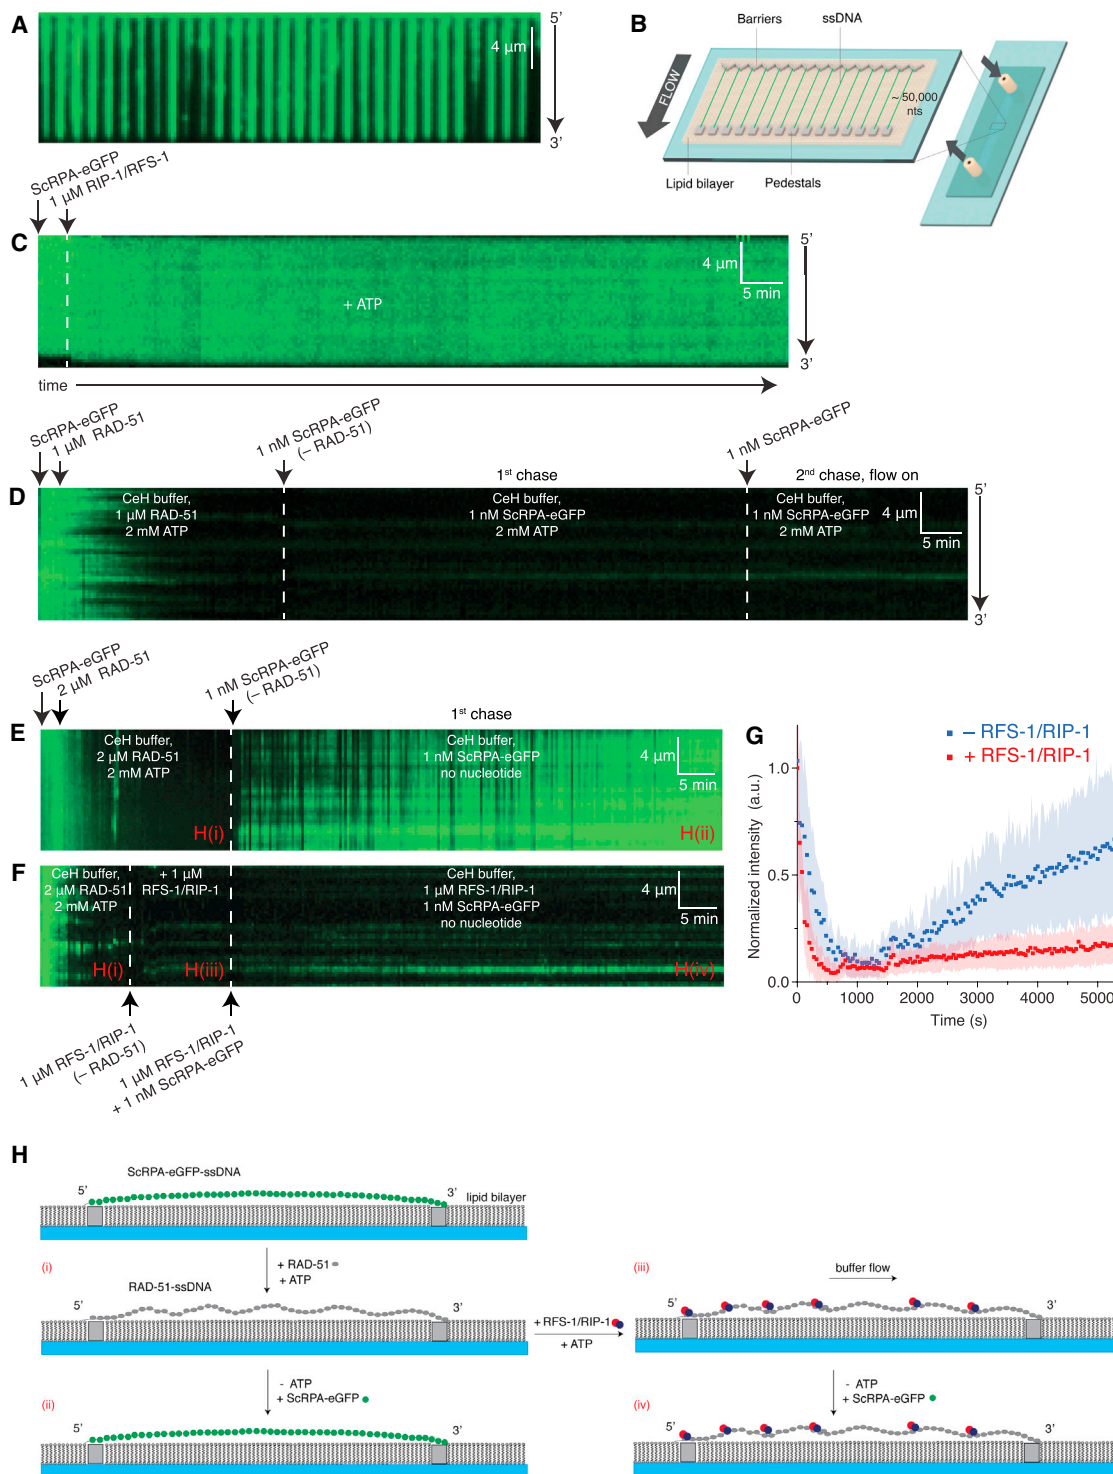 A
4 µm
5’
3’
B
Barriers
ssDNA
FLOW
~ 50,000
nts
Lipid bilayer
Pedestals
ScRPA-eGFP
1 µM RIP-1/RFS-1
C
+ ATP
4 µm
5 min
5’
3’
time
ScRPA-eGFP
1 µM RAD-51
1 nM ScRPA-eGFP
(– RAD-51)
1 nM ScRPA-eGFP
1st chase
2nd chase, flow on
D
CeH buffer,
1 µM RAD-51
2 mM ATP
CeH buffer,
1 nM ScRPA-eGFP
2 mM ATP
CeH buffer,
1 nM ScRPA-eGFP
2 mM ATP
4 µm
5 min
5’
3’
ScRPA-eGFP
2 µM RAD-51
1 nM ScRPA-eGFP
(– RAD-51)
1st chase
E
CeH buffer,
2 µM RAD-51
2 mM ATP
H(i)
CeH buffer,
1 nM ScRPA-eGFP
no nucleotide
4 µm
5 min
H(ii)
F
CeH buffer,
2 µM RAD-51
2 mM ATP
H(i)
+ 1 µM
RFS-1/RIP-1
H(iii)
CeH buffer,
1 µM RFS-1/RIP-1
1 nM ScRPA-eGFP
no nucleotide
4 µm
5 min
H(iv)
1 µM RFS-1/RIP-1
(– RAD-51)
1 µM RFS-1/RIP-1
+ 1 nM ScRPA-eGFP
G
– RFS-1/RIP-1
+ RFS-1/RIP-1
Normalized intensity (a.u.)
1.0
0.5
0.0
0
1000
2000
3000
4000
5000
Time (s)
H
ScRPA-eGFP-ssDNA
5’
3’
lipid bilayer
(i)
+ RAD-51
+ ATP
RAD-51-ssDNA
5’
3’
+ RFS-1/RIP-1
+ ATP
(iii)
buffer flow
5’
3’
(ii)
- ATP
+ ScRPA-eGFP
5’
3’
(iv)
- ATP
+ ScRPA-eGFP
5’
3’